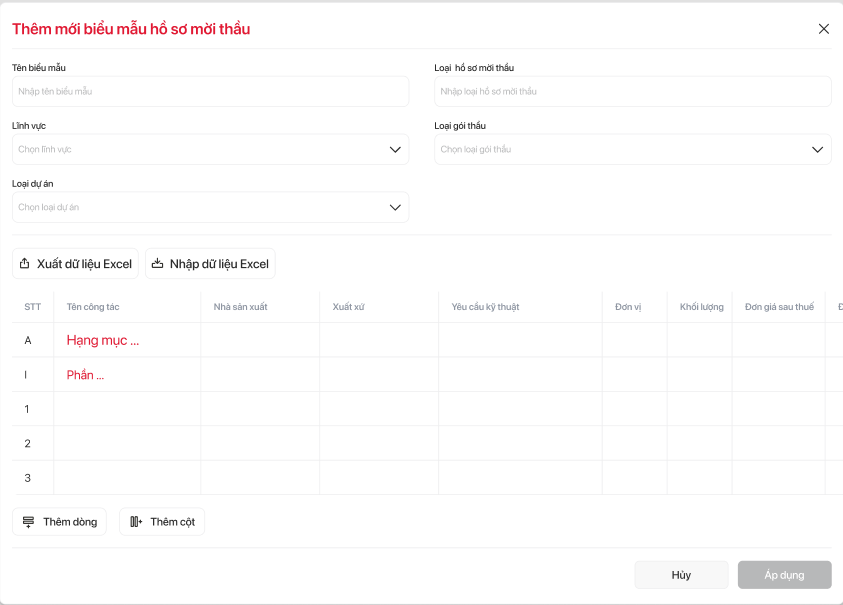 Thêm mới biểu mẫu hồ sơ mời thầu
Tên biểu mẫu
Loại hồ sơ mời thầu
Nhập tên biểu mẫu
Nhập loại hồ sơ mời thầu
Lĩnh vực
Loại gói thầu
Chọn lĩnh vực
Chọn loại gói thầu
Loại dự án
Chọn loại dự án
Xuất dữ liệu Excel Nhập dữ liệu Excel
STT Tên công tác Nhà sản xuất Xuất xứ Yêu cầu kỹ thuật Đơn vị Khối lượng Đơn giá sau thuế
A Hạng mục ...
I Phần ...
1
2
3
Thêm dòng Thêm cột
Hủy Áp dụng